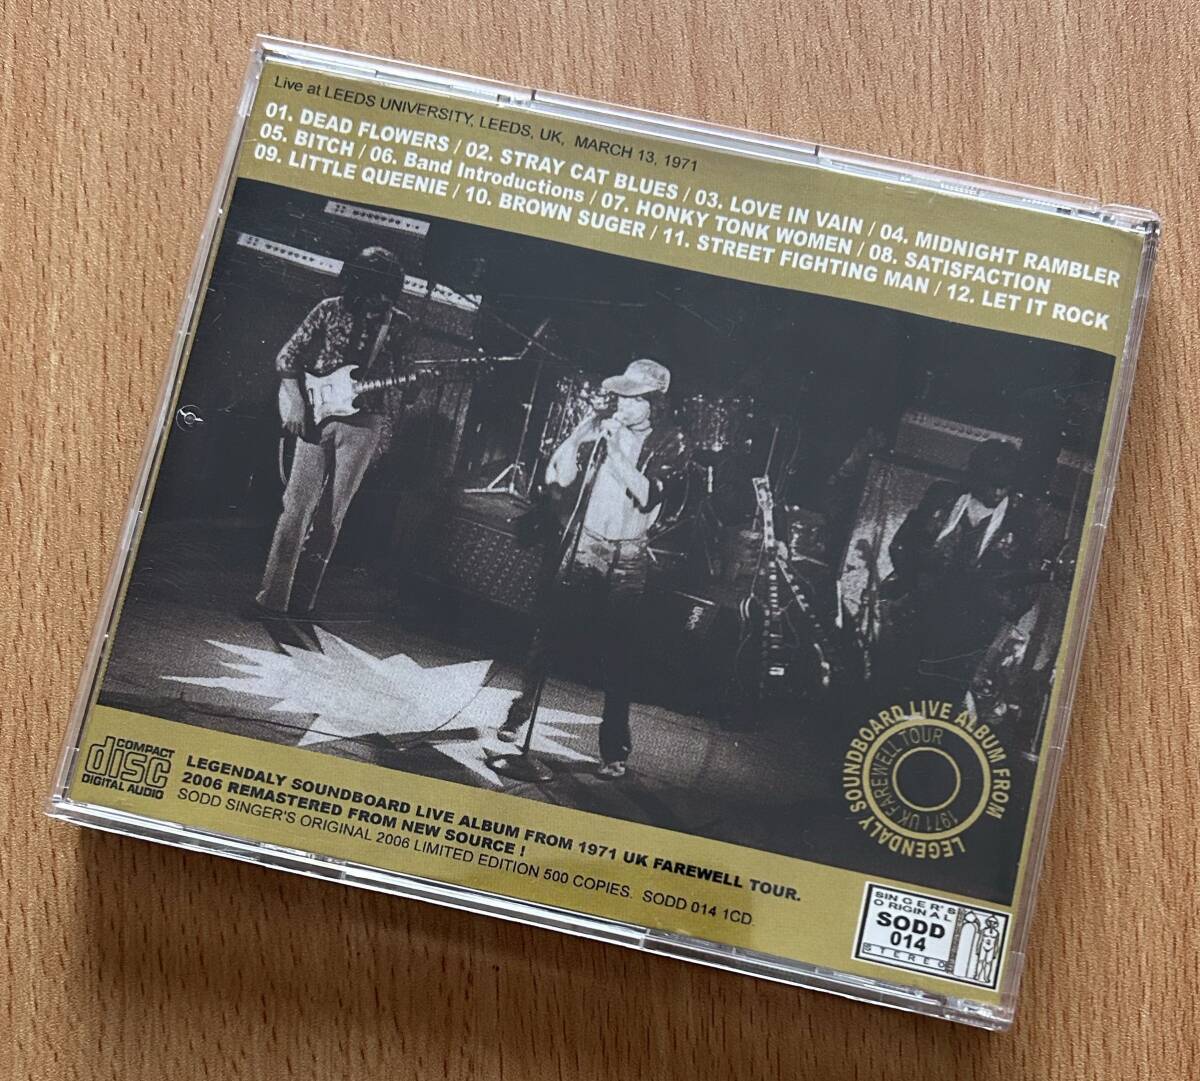 Live at LEEDS UNIVERSITY, LEEDS, UK, MARCH 13, 1971
01. DEAD FLOWERS / 02. STRAY CAT BLUES / 03. LOVE IN VAIN / 04. MIDNIGHT RAMBLER
05. BITCH / 06. Band Introductions / 07. HONKY TONK WOMEN / 08. SATISFACTION
09. LITTLE QUEENIE / 10. BROWN SUGER / 11. STREET FIGHTING MAN / 12. LET IT ROCK
LEGENDALY SOUNDBOARD LIVE ALBUM FROM
1971 UK FAREWELL TOUR
COMPACT
disc
DIGITAL AUDIO
LEGENDALY SOUNDBOARD LIVE ALBUM FROM 1971 UK FAREWELL TOUR.
2006 REMASTERED FROM NEW SOURCE !
SODD SINGER'S ORIGINAL 2006 LIMITED EDITION 500 COPIES. SODD 014 1CD.
SINGER'S
ORIGINAL
SODD
014
STEREO